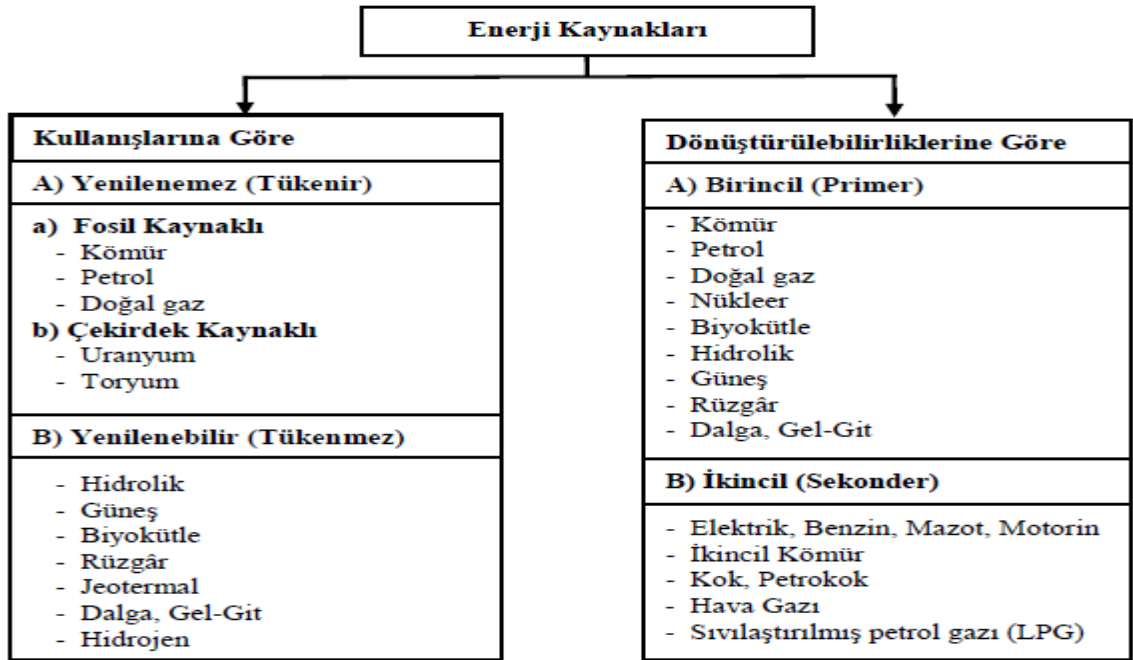 Enerji Kaynakları
Kullanışlarına Göre
A) Yenilenemez (Tükenir)
a) Fosil Kaynaklı
- Kömür
- Petrol
- Doğal gaz
b) Çekirdek Kaynaklı
- Uranyum
- Toryum
B) Yenilenebilir (Tükenmez)
- Hidrolik
- Güneş
- Biyokütle
- Rüzgâr
- Jeotermal
- Dalga, Gel-Git
- Hidrojen
Dönüştürülebilirliklerine Göre
A) Birincil (Primer)
- Kömür
- Petrol
- Doğal gaz
- Nükleer
- Biyokütle
- Hidrolik
- Güneş
- Rüzgâr
- Dalga, Gel-Git
B) İkincil (Sekonder)
- Elektrik, Benzin, Mazot, Motorin
- İkincil Kömür
- Kok, Petrokok
- Hava Gazı
- Sıvılaştırılmış petrol gazı (LPG)